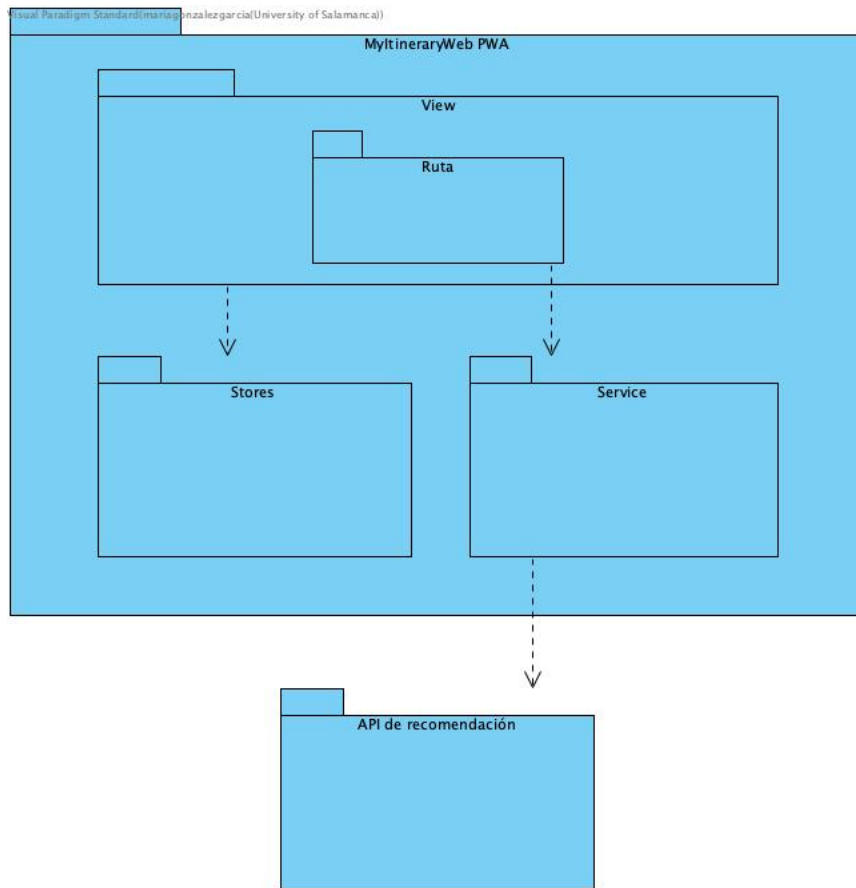 Visual Paradigm Standard(mariagonzalezgarcia(University of Salamanca))
MyItineraryWeb PWA
View
Ruta
Stores
Service
API de recomendación